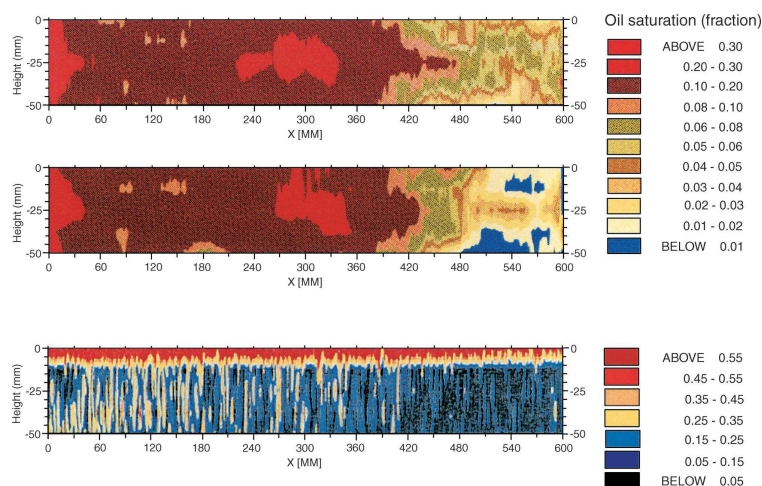 Oil saturation (fraction)
Height (mm)
0
-25
-50
0
-25
-50
0 60 120 180 240 300 360 420 480 540 600
X [MM]
ABOVE 0.30
0.20 - 0.30
0.10 - 0.20
0.08 - 0.10
0.06 - 0.08
0.05 - 0.06
0.04 - 0.05
0.03 - 0.04
0.02 - 0.03
0.01 - 0.02
BELOW 0.01
Height (mm)
0
-25
-50
0
-25
-50
0 60 120 180 240 300 360 420 480 540 600
X [MM]
Height (mm)
0
-25
-50
0
-25
-50
0 60 120 180 240 300 360 420 480 540 600
X [MM]
ABOVE 0.55
0.45 - 0.55
0.35 - 0.45
0.25 - 0.35
0.15 - 0.25
0.05 - 0.15
BELOW 0.05